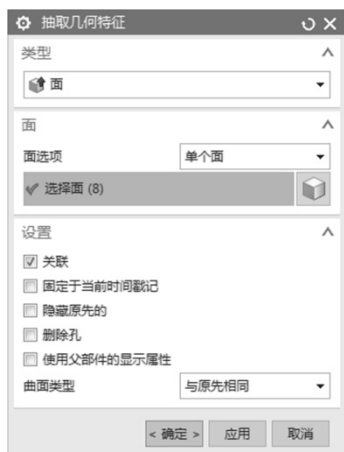 抽取几何特征
类型
面
面
面选项 单个面
选择面 (8)
设置
关联
固定于当前时间戳记
隐藏原先的
删除孔
使用父部件的显示属性
曲面类型 与原先相同
< 确定 > 应用 取消